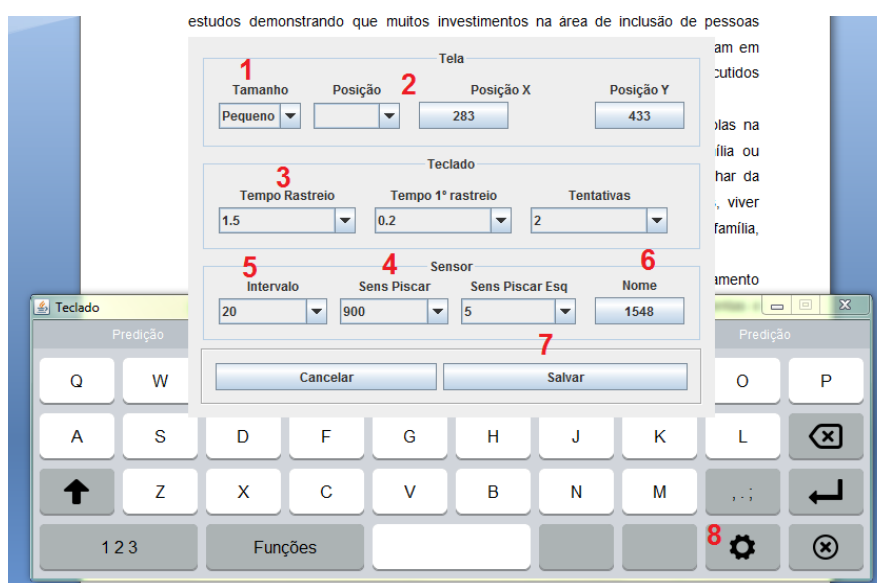 estudos demonstrando que muitos investimentos na área de inclusão de pessoas
am em
cutidos
Tela
1
2
Tamanho Posição Posição X Posição Y
Pequeno 283 433
olas na
ília ou
Teclado
har da
3
Tempo Rastreio Tempo 1º rastreio Tentativas
, viver
1.5 0.2 2
família,
Sensor
5 4 6
Intervalo Sens Piscar Sens Piscar Esq Nome
amento
20 900 5 1548
Teclado
7
Predição Predição
Cancelar Salvar
Q W O P
A S D F G H J K L
Z X C V B N M , . ;
1 2 3 Funções 8